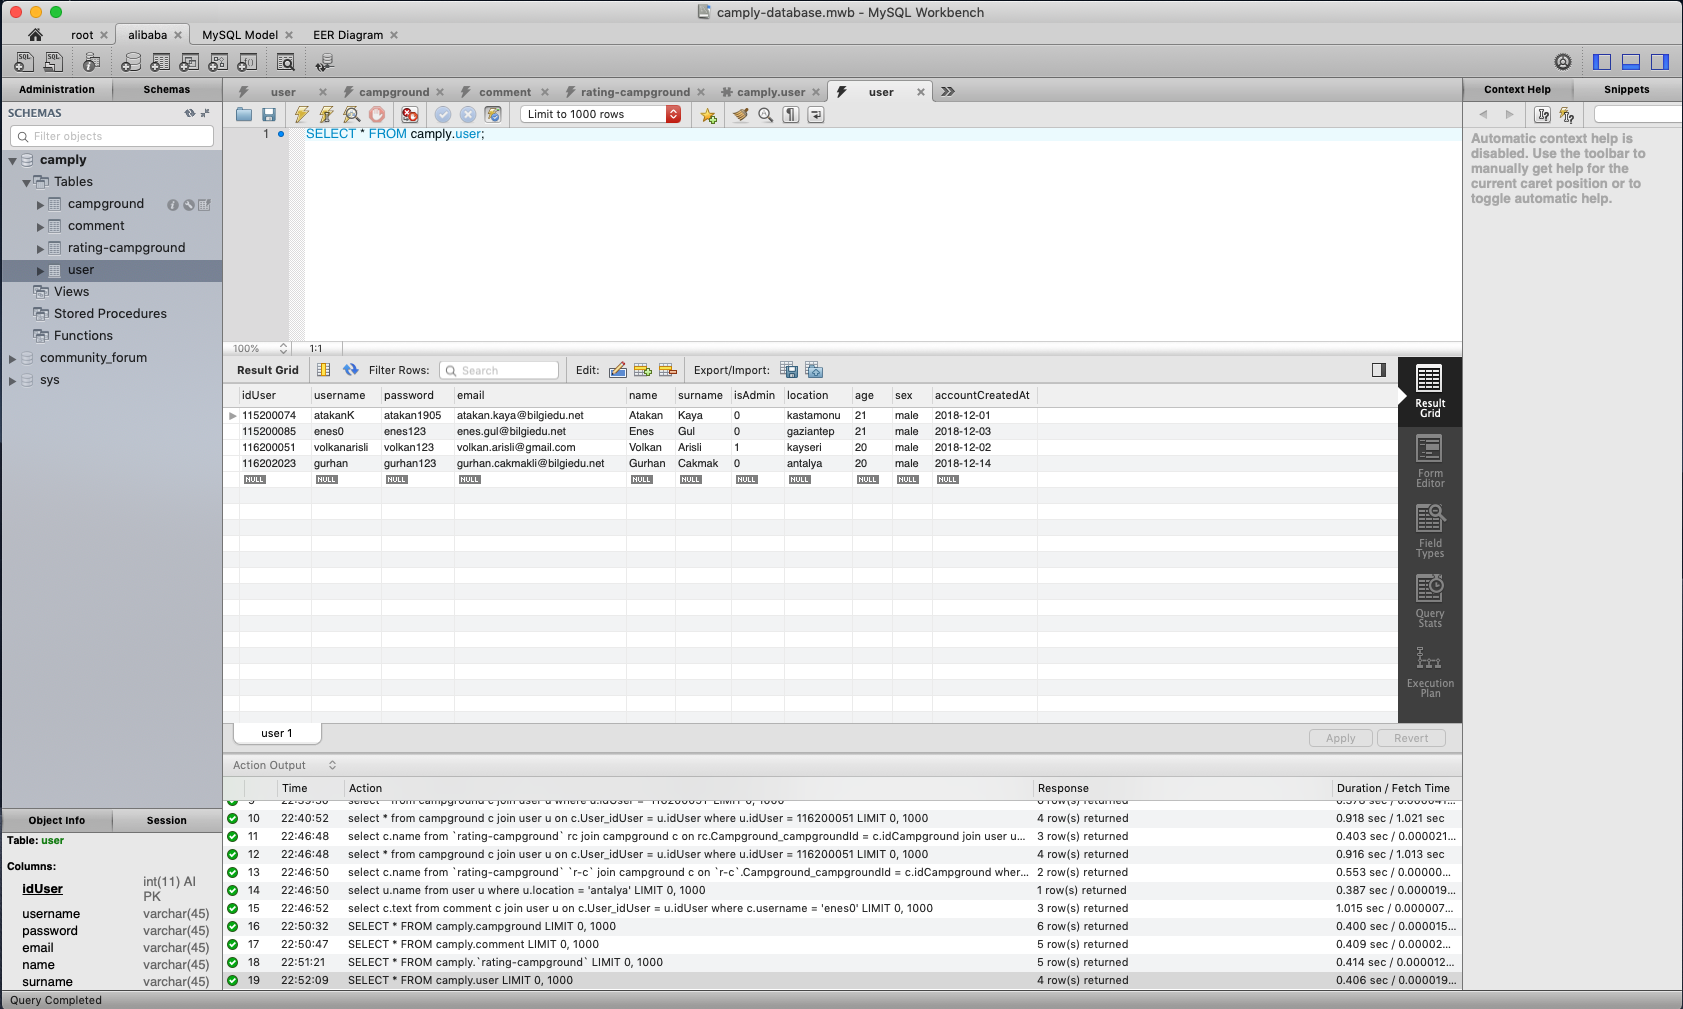 camply-database.mwb - MySQL Workbench
root alibaba MySQL Model EER Diagram
Administration Schemas
SCHEMAS
Filter objects
camply
Tables
campground
comment
rating-campground
user
Views
Stored Procedures
Functions
community_forum
sys
Object Info Session
Table: user
Columns:
idUser int(11) AI PK
username varchar(45)
password varchar(45)
email varchar(45)
name varchar(45)
surname varchar(45)
Query Completed
user campground comment rating-campground camply.user user
Limit to 1000 rows
1 SELECT * FROM camply.user;
100% 1:1
Result Grid Filter Rows: Search Edit: Export/Import:
idUser username password email name surname isAdmin location age sex accountCreatedAt
115200074 atakanK atakan1905 atakan.kaya@bilgiedu.net Atakan Kaya 0 kastamonu 21 male 2018-12-01
115200085 enes0 enes123 enes.gul@bilgiedu.net Enes Gul 0 gaziantep 21 male 2018-12-03
116200051 volkanarisli volkan123 volkan.arisli@gmail.com Volkan Arisli 1 kayseri 20 male 2018-12-02
116202023 gurhan gurhan123 gurhan.cakmakli@bilgiedu.net Gurhan Cakmak 0 antalya 20 male 2018-12-14
NULL NULL NULL NULL NULL NULL NULL NULL NULL NULL NULL
Result Grid
Form Editor
Field Types
Query Stats
Execution Plan
user 1
Apply Revert
Action Output
Time Action Response Duration / Fetch Time
10 22:40:52 select * from campground c join user u on c.User_idUser = u.idUser where u.idUser = 116200051 LIMIT 0, 1000 4 row(s) returned 0.918 sec / 1.021 sec
11 22:46:48 select c.name from `rating-campground` rc join campground c on rc.Campground_campgroundId = c.idCampground join user u... 3 row(s) returned 0.403 sec / 0.000021...
12 22:46:48 select * from campground c join user u on c.User_idUser = u.idUser where u.idUser = 116200051 LIMIT 0, 1000 4 row(s) returned 0.916 sec / 1.013 sec
13 22:46:50 select c.name from `rating-campground` `r-c` join campground c on `r-c`.Campground_campgroundId = c.idCampground wher... 2 row(s) returned 0.553 sec / 0.00000...
14 22:46:50 select u.name from user u where u.location = 'antalya' LIMIT 0, 1000 1 row(s) returned 0.387 sec / 0.000019...
15 22:46:52 select c.text from comment c join user u on c.User_idUser = u.idUser where c.username = 'enes0' LIMIT 0, 1000 3 row(s) returned 1.015 sec / 0.000007...
16 22:50:32 SELECT * FROM camply.campground LIMIT 0, 1000 6 row(s) returned 0.400 sec / 0.000015...
17 22:50:47 SELECT * FROM camply.comment LIMIT 0, 1000 5 row(s) returned 0.409 sec / 0.00002...
18 22:51:21 SELECT * FROM camply.`rating-campground` LIMIT 0, 1000 5 row(s) returned 0.414 sec / 0.000012...
19 22:52:09 SELECT * FROM camply.user LIMIT 0, 1000 4 row(s) returned 0.406 sec / 0.000019...
Context Help Snippets
Automatic context help is
disabled. Use the toolbar to
manually get help for the
current caret position or to
toggle automatic help.